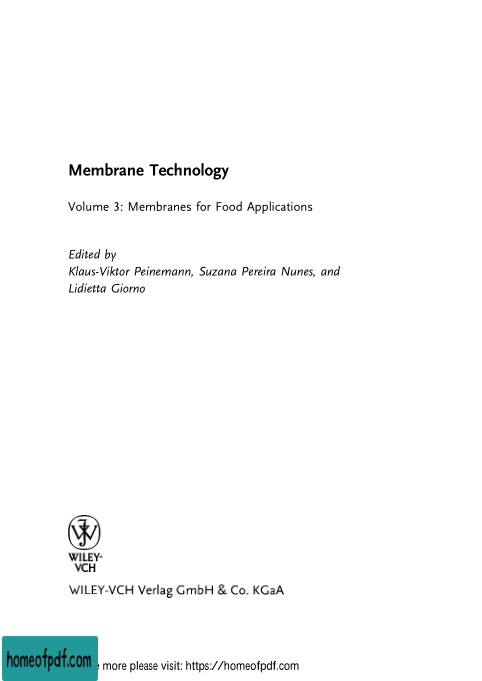 Membrane Technology
Volume 3: Membranes for Food Applications
Edited by
Klaus-Viktor Peinemann, Suzana Pereira Nunes, and
Lidietta Giorno
WILEY-
VCH
WILEY-VCH Verlag GmbH & Co. KGaA
homeofpdf.com
more please visit: https://homeofpdf.com